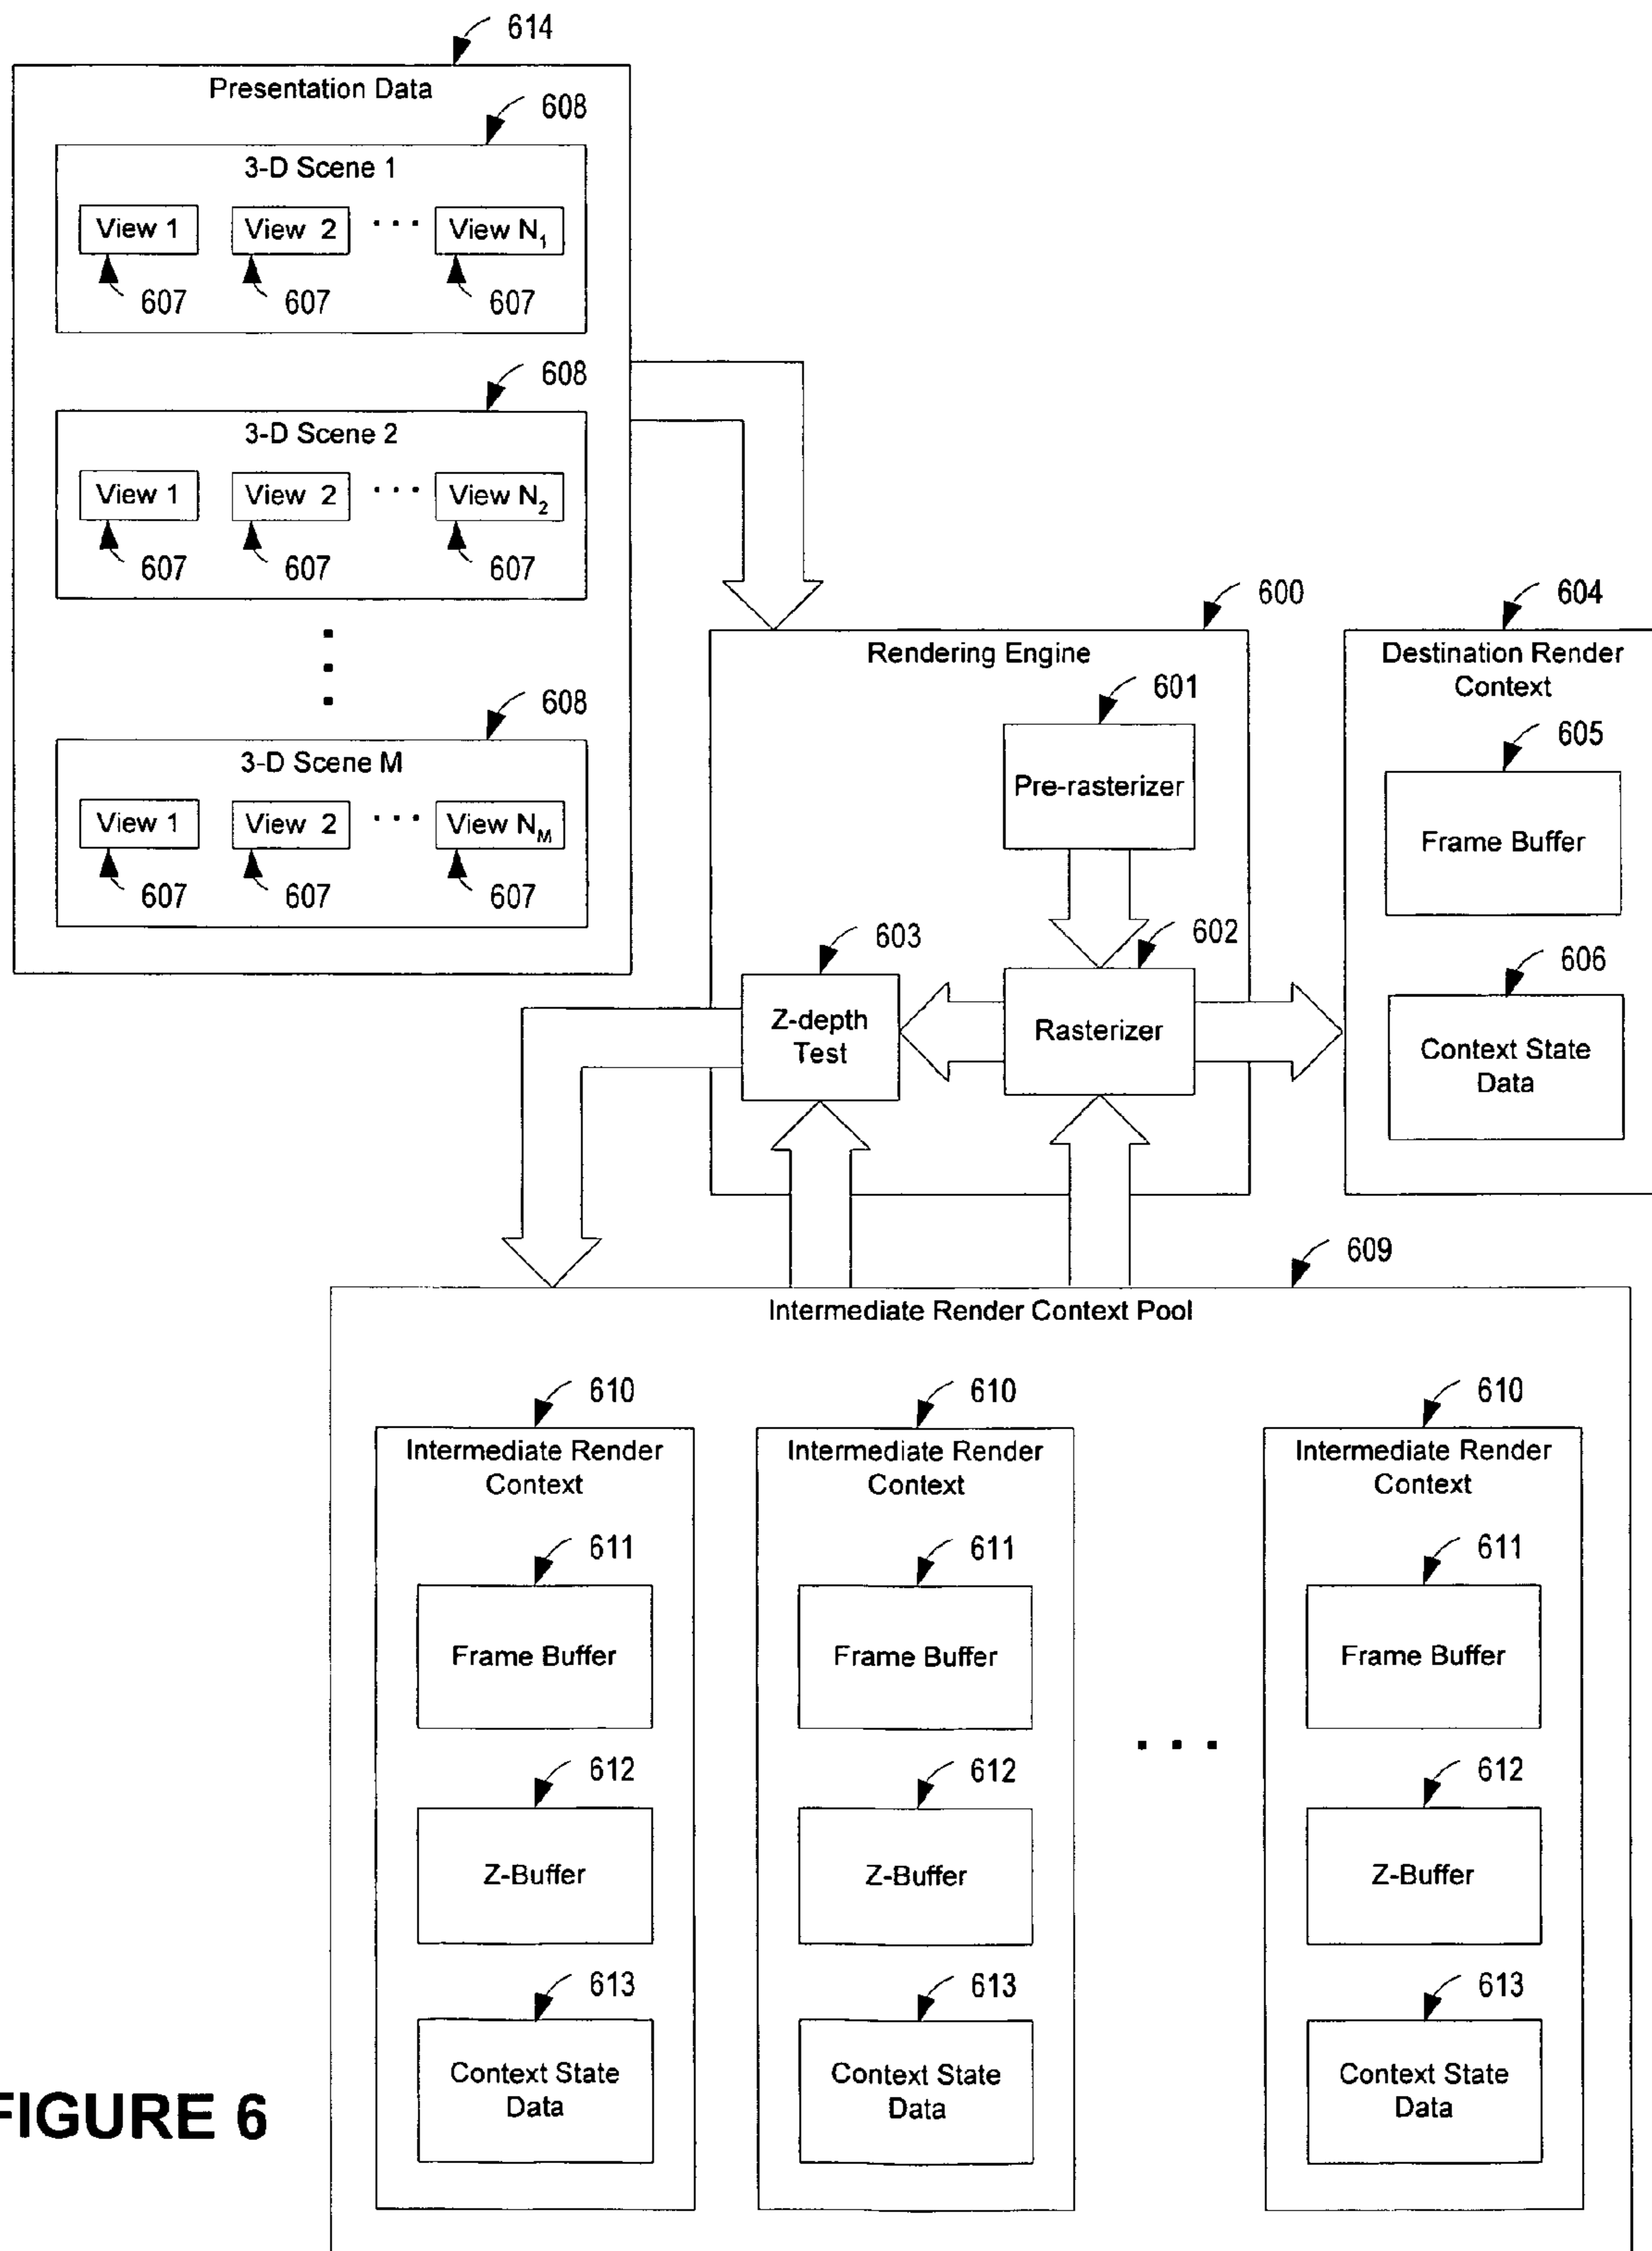 614
Presentation Data
608
3-D Scene 1
View 1
View 2
· · ·
View N₁
607
607
607
608
3-D Scene 2
View 1
View 2
· · ·
View N₂
607
607
607
608
3-D Scene M
View 1
View 2
· · ·
View N_M
607
607
607
600
Rendering Engine
601
Pre-rasterizer
602
Rasterizer
603
Z-depth
Test
604
Destination Render
Context
605
Frame Buffer
606
Context State
Data
609
Intermediate Render Context Pool
610
Intermediate Render
Context
611
Frame Buffer
612
Z-Buffer
613
Context State
Data
610
Intermediate Render
Context
611
Frame Buffer
612
Z-Buffer
613
Context State
Data
. . .
610
Intermediate Render
Context
611
Frame Buffer
612
Z-Buffer
613
Context State
Data
FIGURE 6